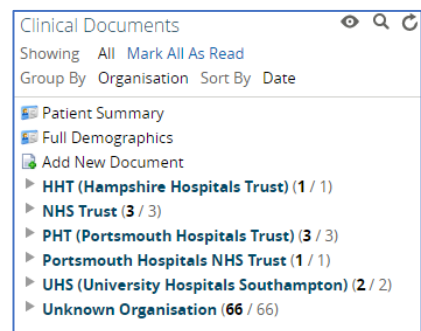 Clinical Documents
Showing All Mark All As Read
Group By Organisation Sort By Date
Patient Summary
Full Demographics
Add New Document
HHT (Hampshire Hospitals Trust) (1 / 1)
NHS Trust (3 / 3)
PHT (Portsmouth Hospitals Trust) (3 / 3)
Portsmouth Hospitals NHS Trust (1 / 1)
UHS (University Hospitals Southampton) (2 / 2)
Unknown Organisation (66 / 66)